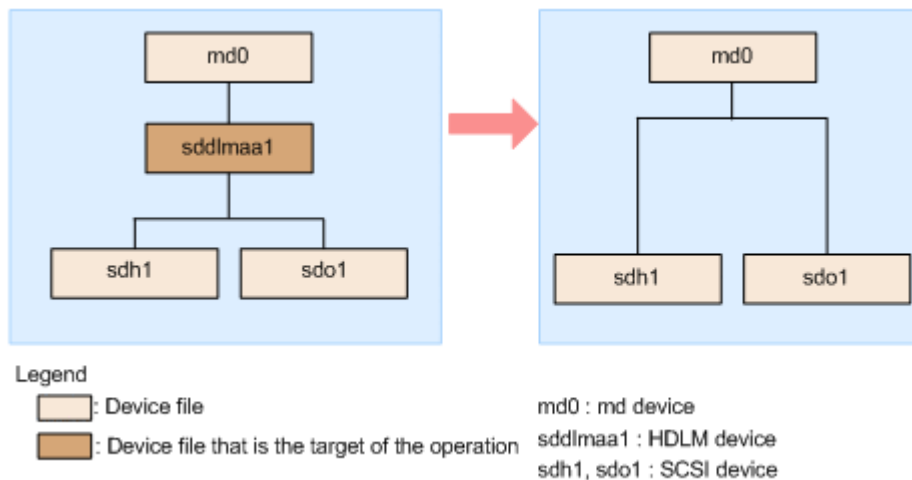 md0
sddlmaa1
sdh1
sdo1
md0
sdh1
sdo1
Legend
: Device file
: Device file that is the target of the operation
md0 : md device
sddlmaa1 : HDLM device
sdh1, sdo1 : SCSI device